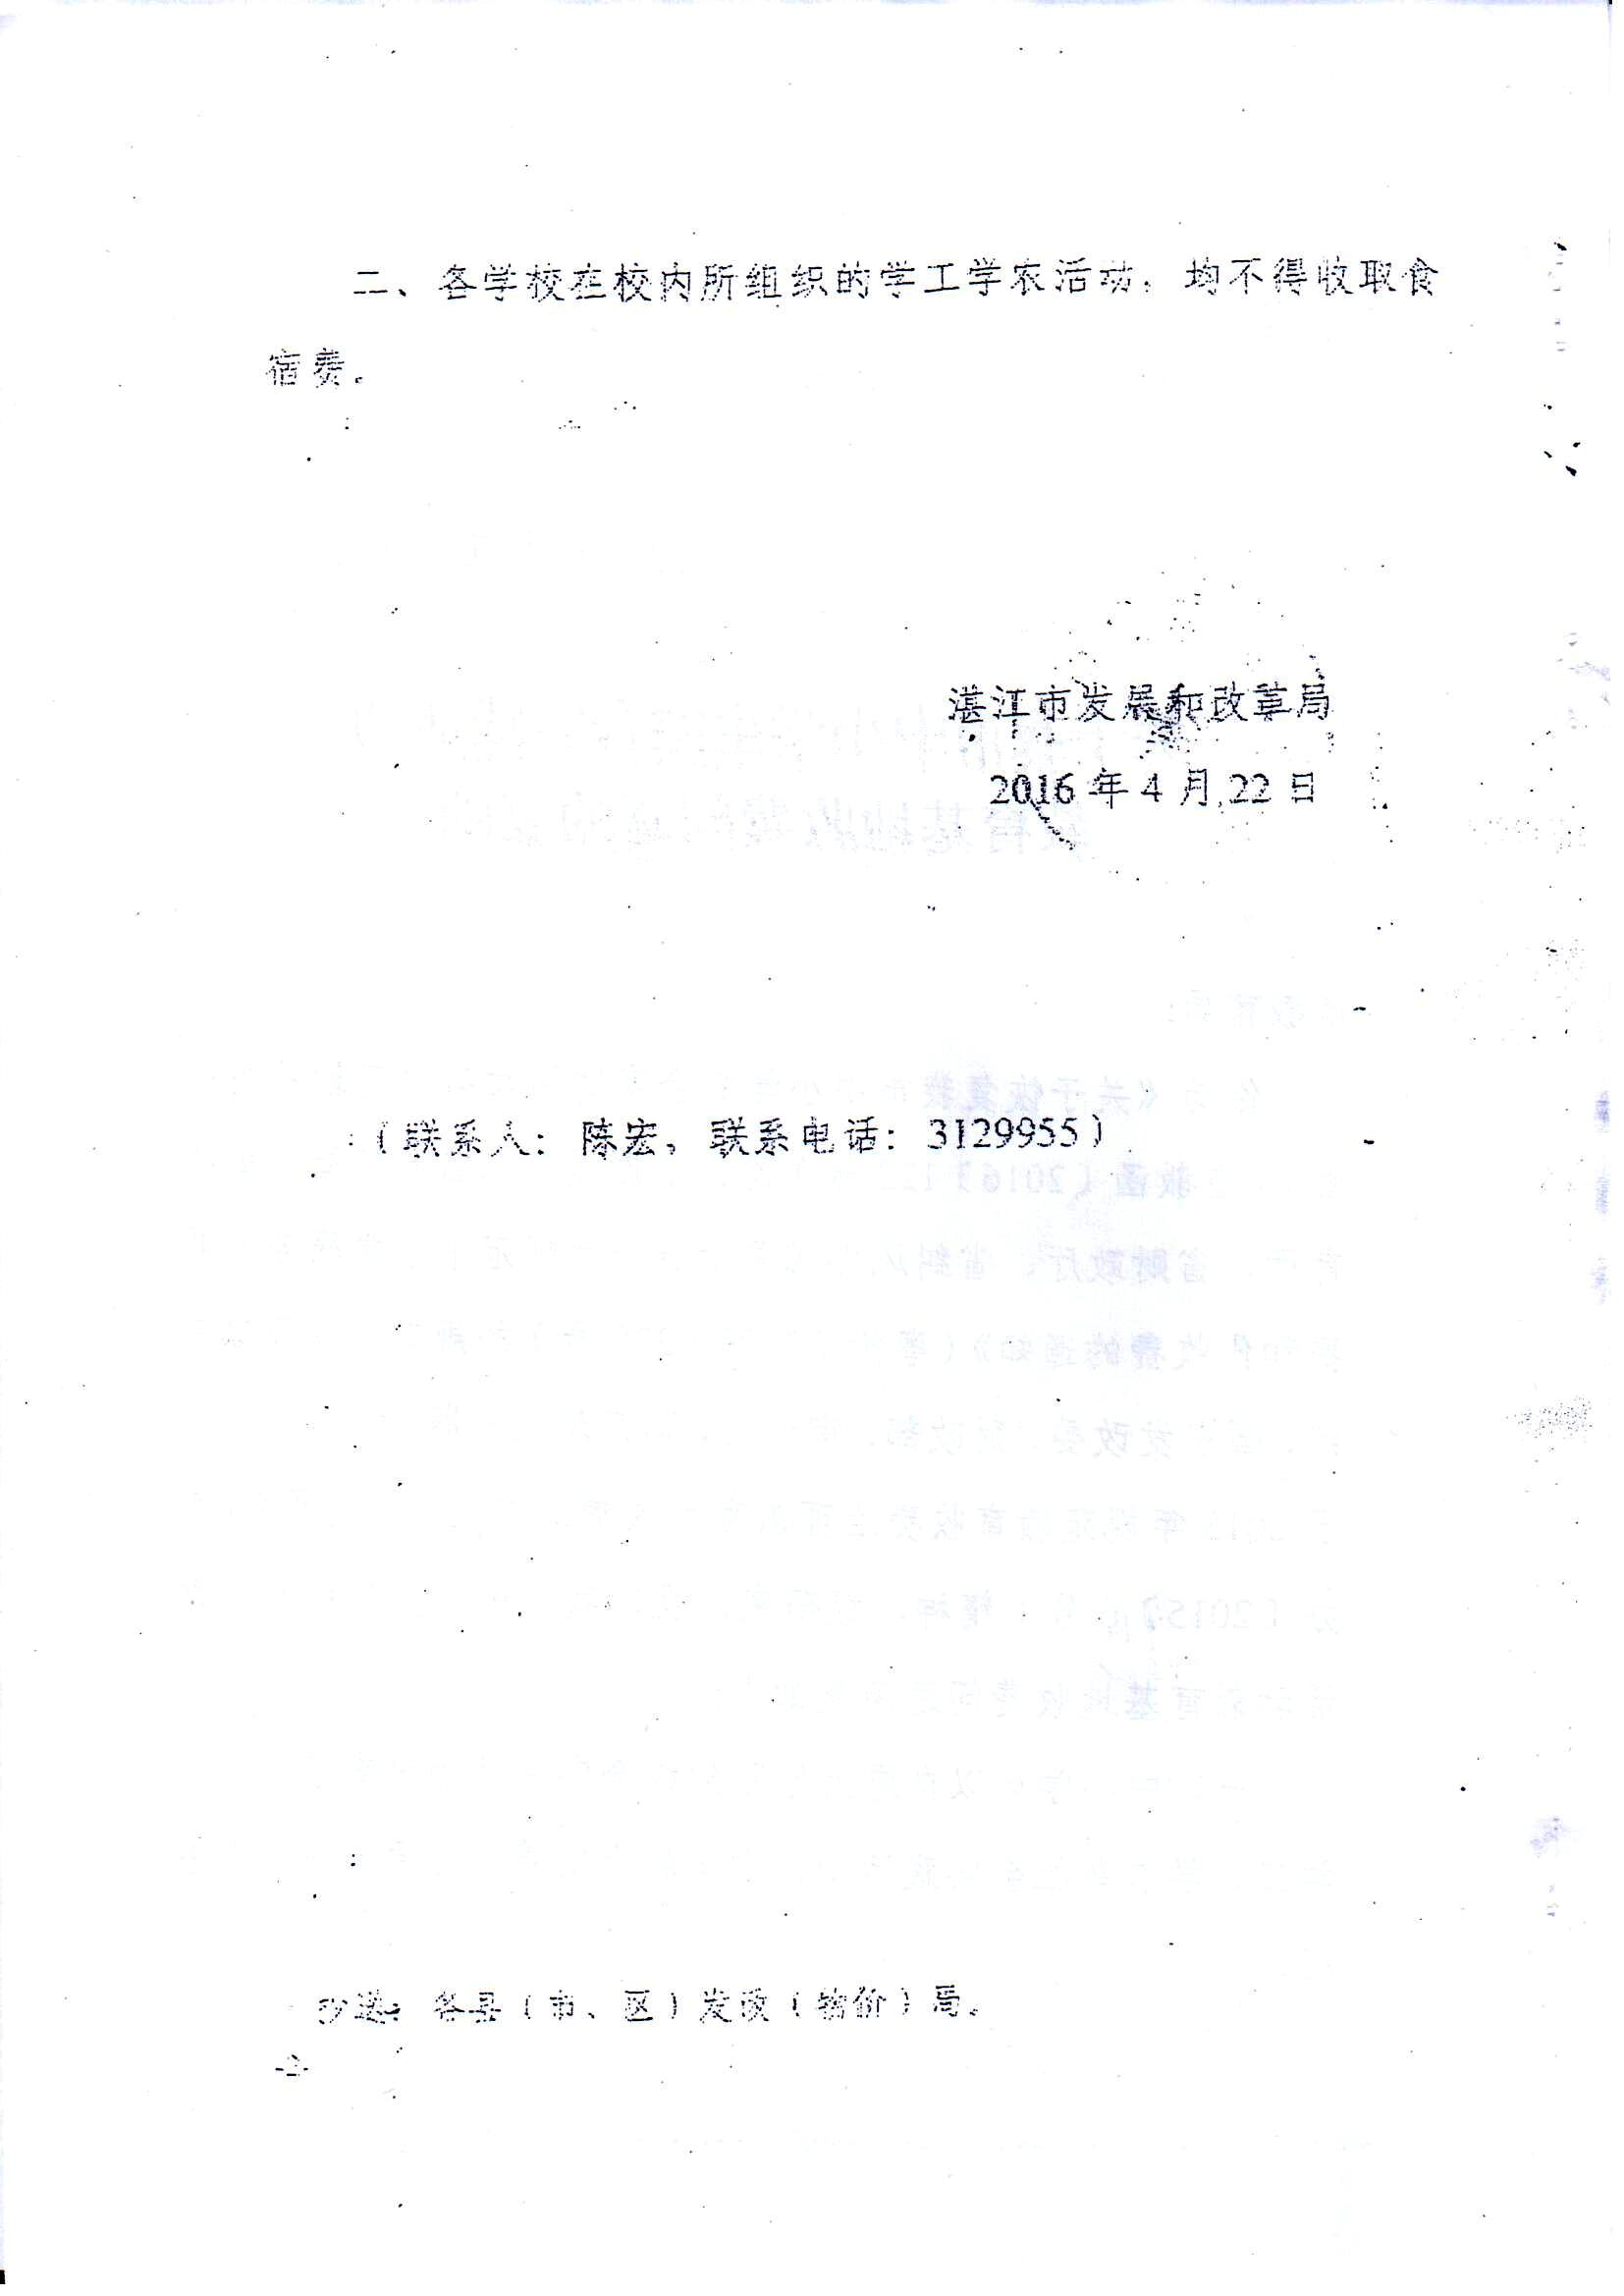 二、各学校在校内所组织的学工学农活动，均不得收取食
宿费。
湛江市发展和改革局
2016年4月22日
（联系人：陈宏，联系电话：3129955）
抄送：各县（市、区）发改（物价）局。
-2-